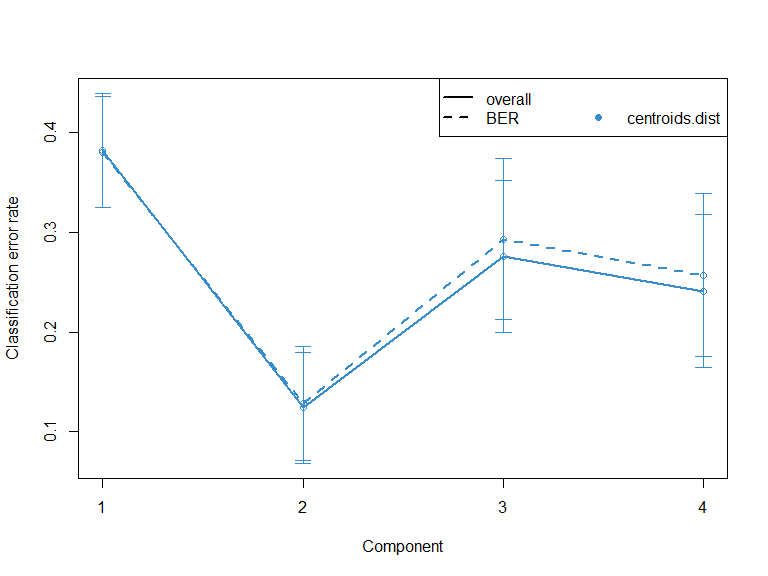 overall
BER
centroids.dist
Classification error rate
0.4
0.3
0.2
0.1
1 2 3 4
Component